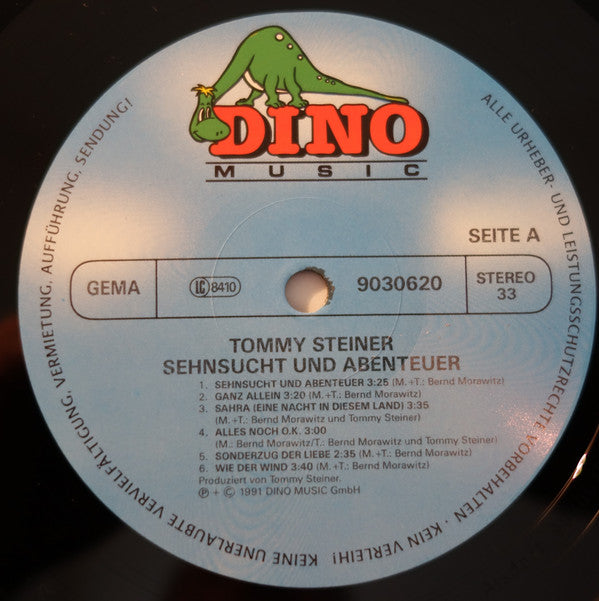 DINO
MUSIC
SEITE A
GEMA
LC 8410
9030620
STEREO
33
TOMMY STEINER
SEHNSUCHT UND ABENTEUER
1. SEHNSUCHT UND ABENTEUER 3:25 (M.+T.: Bernd Morawitz)
2. GANZ ALLEIN 3:20 (M.+T.: Bernd Morawitz)
3. SAHRA (EINE NACHT IN DIESEM LAND) 3:35
(M.+T.: Bernd Morawitz und Tommy Steiner)
4. ALLES NOCH O.K. 3:00
(M.: Bernd Morawitz/T.: Bernd Morawitz und Tommy Steiner)
5. SONDERZUG DER LIEBE 2:35 (M.+T.: Bernd Morawitz)
6. WIE DER WIND 3:40 (M.+T.: Bernd Morawitz)
Produziert von Tommy Steiner.
℗ + © 1991 DINO MUSIC GmbH
ALLE URHEBER- UND LEISTUNGSSCHUTZRECHTE VORBEHALTEN · KEIN VERLEIH! KEINE UNERLAUBTE VERVIELFÄLTIGUNG, VERMIETUNG, AUFFÜHRUNG, SENDUNG!